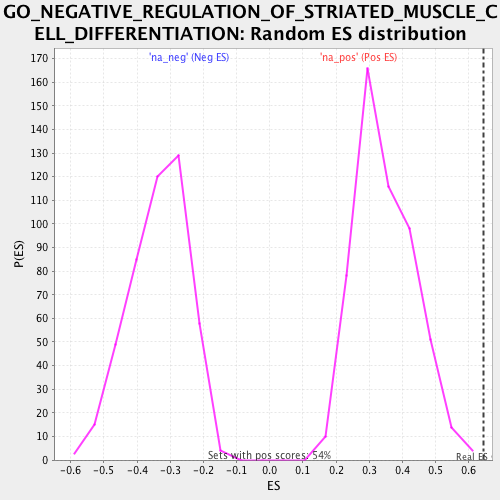 GO_NEGATIVE_REGULATION_OF_STRIATED_MUSCLE_C
ELL_DIFFERENTIATION: Random ES distribution
'na_neg' (Neg ES)
'na_pos' (Pos ES)
170
160
150
140
130
120
110
100
90
80
70
60
50
40
30
20
10
0
P(ES)
Sets with pos scores: 54%
Real ES
-0.6 -0.5 -0.4 -0.3 -0.2 -0.1 0.0 0.1 0.2 0.3 0.4 0.5 0.6
ES